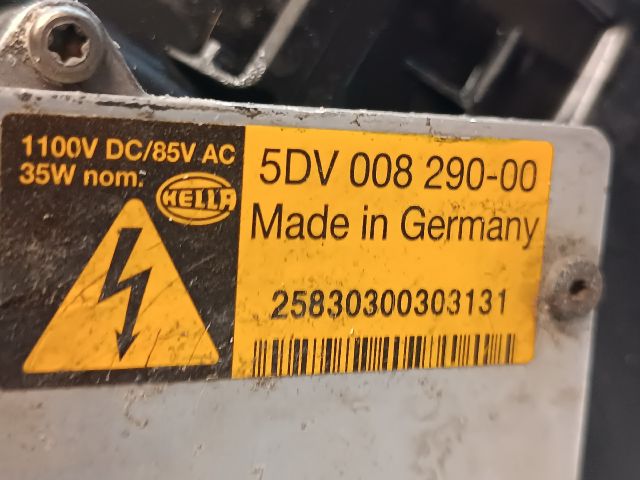 1100V DC/85V AC
35W nom.
HELLA
5DV 008 290-00
Made in Germany
25830300303131